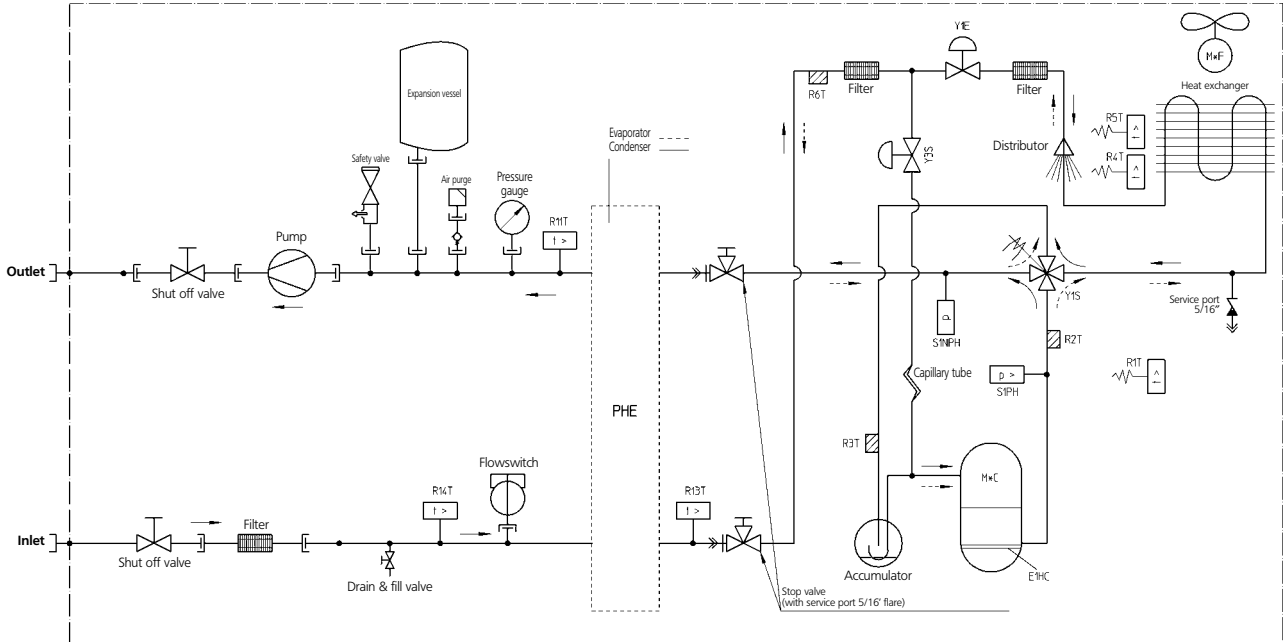 Y1E
M*F
Expansion vessel
R6T
Filter
Filter
Heat exchanger
Evaporator
Condenser
R5T
Distributor
R4T
Y3S
Safety valve
Air purge
Pressure
gauge
R11T
t >
t >
t >
Pump
Outlet
Shut off valve
Y1S
Service port
5/16"
p
S1NPH
R2T
Capillary tube
p >
S1PH
R1T
t >
PHE
R3T
Flowswitch
M*C
R14T
t >
R13T
t >
Inlet
Filter
Shut off valve
Drain & fill valve
Accumulator
E1HC
Stop valve
(with service port 5/16' flare)